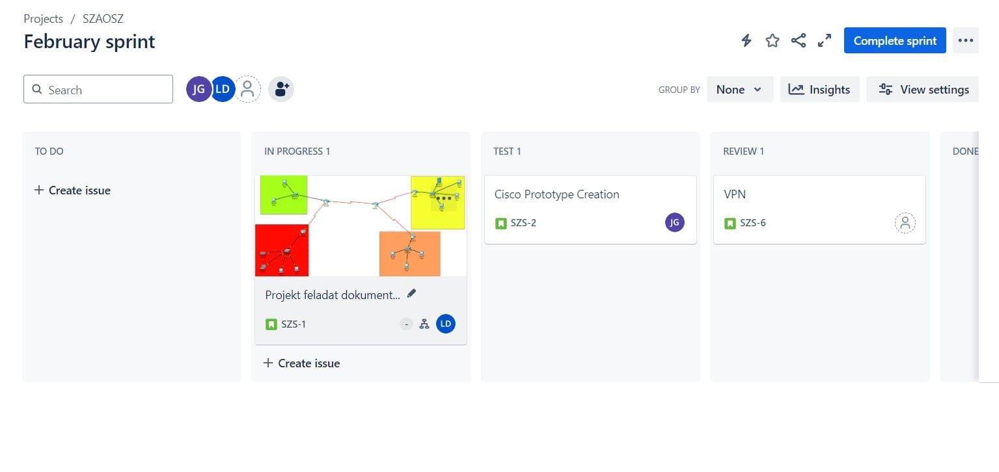 Projects / SZAOSZ
February sprint
Complete sprint
Search
JG LD
GROUP BY None Insights View settings
TO DO
+ Create issue
IN PROGRESS 1
Projekt feladat dokument...
SZS-1
- LD
+ Create issue
TEST 1
Cisco Prototype Creation
SZS-2
JG
REVIEW 1
VPN
SZS-6
DONE